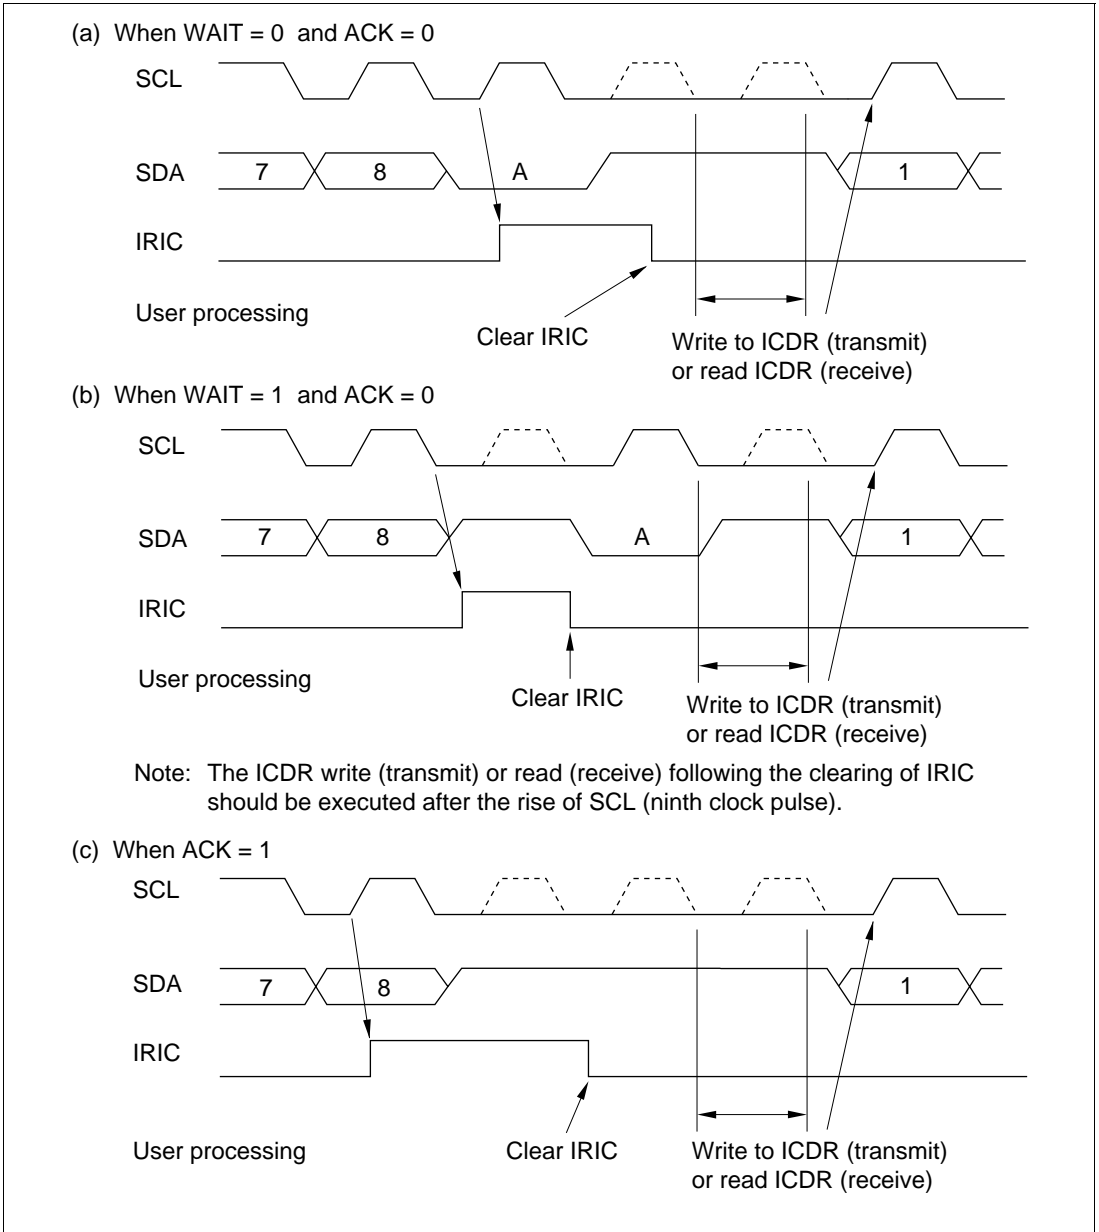 (a) When WAIT = 0 and ACK = 0
SCL
SDA 7 8 A 1
IRIC
User processing
Clear IRIC
Write to ICDR (transmit)
or read ICDR (receive)
(b) When WAIT = 1 and ACK = 0
SCL
SDA 7 8 A 1
IRIC
User processing
Clear IRIC
Write to ICDR (transmit)
or read ICDR (receive)
Note: The ICDR write (transmit) or read (receive) following the clearing of IRIC
should be executed after the rise of SCL (ninth clock pulse).
(c) When ACK = 1
SCL
SDA 7 8 1
IRIC
User processing
Clear IRIC
Write to ICDR (transmit)
or read ICDR (receive)